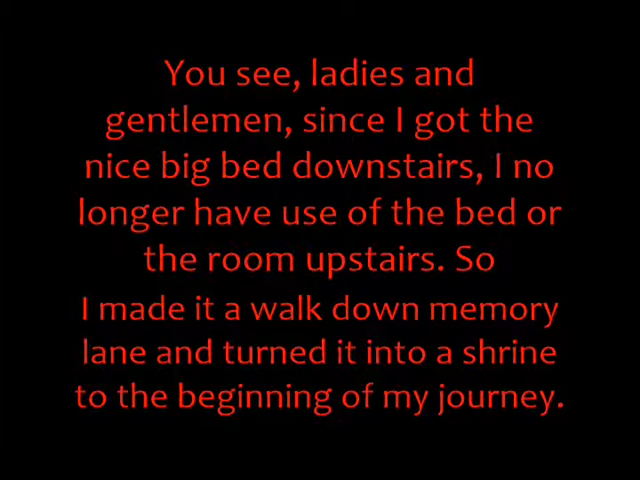 You see, ladies and
gentlemen, since I got the
nice big bed downstairs, I no
longer have use of the bed or
the room upstairs. So
I made it a walk down memory
lane and turned it into a shrine
to the beginning of my journey.